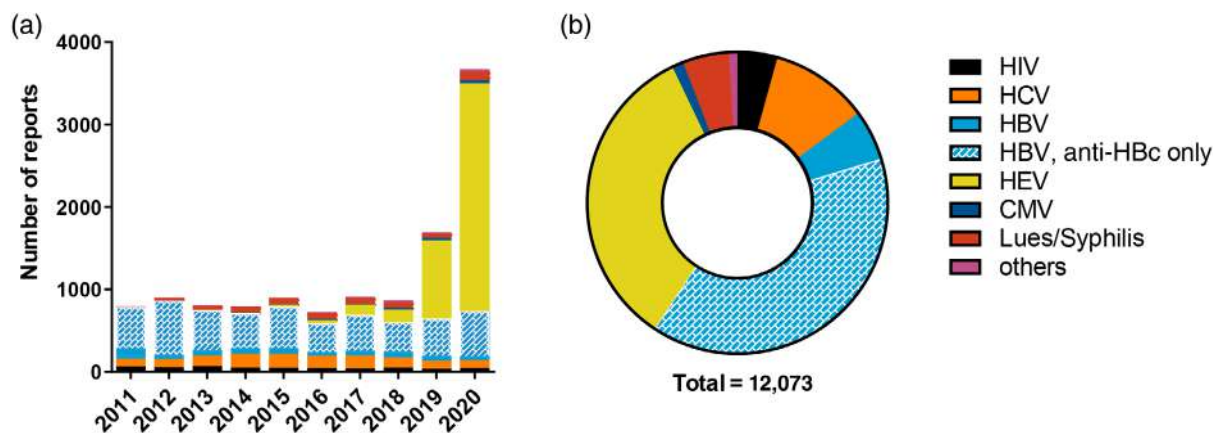 (a)
Number of reports
4000
3000
2000
1000
0
2011
2012
2013
2014
2015
2016
2017
2018
2019
2020
(b)
Total = 12,073
HIV
HCV
HBV
HBV, anti-HBc only
HEV
CMV
Lues/Syphilis
others